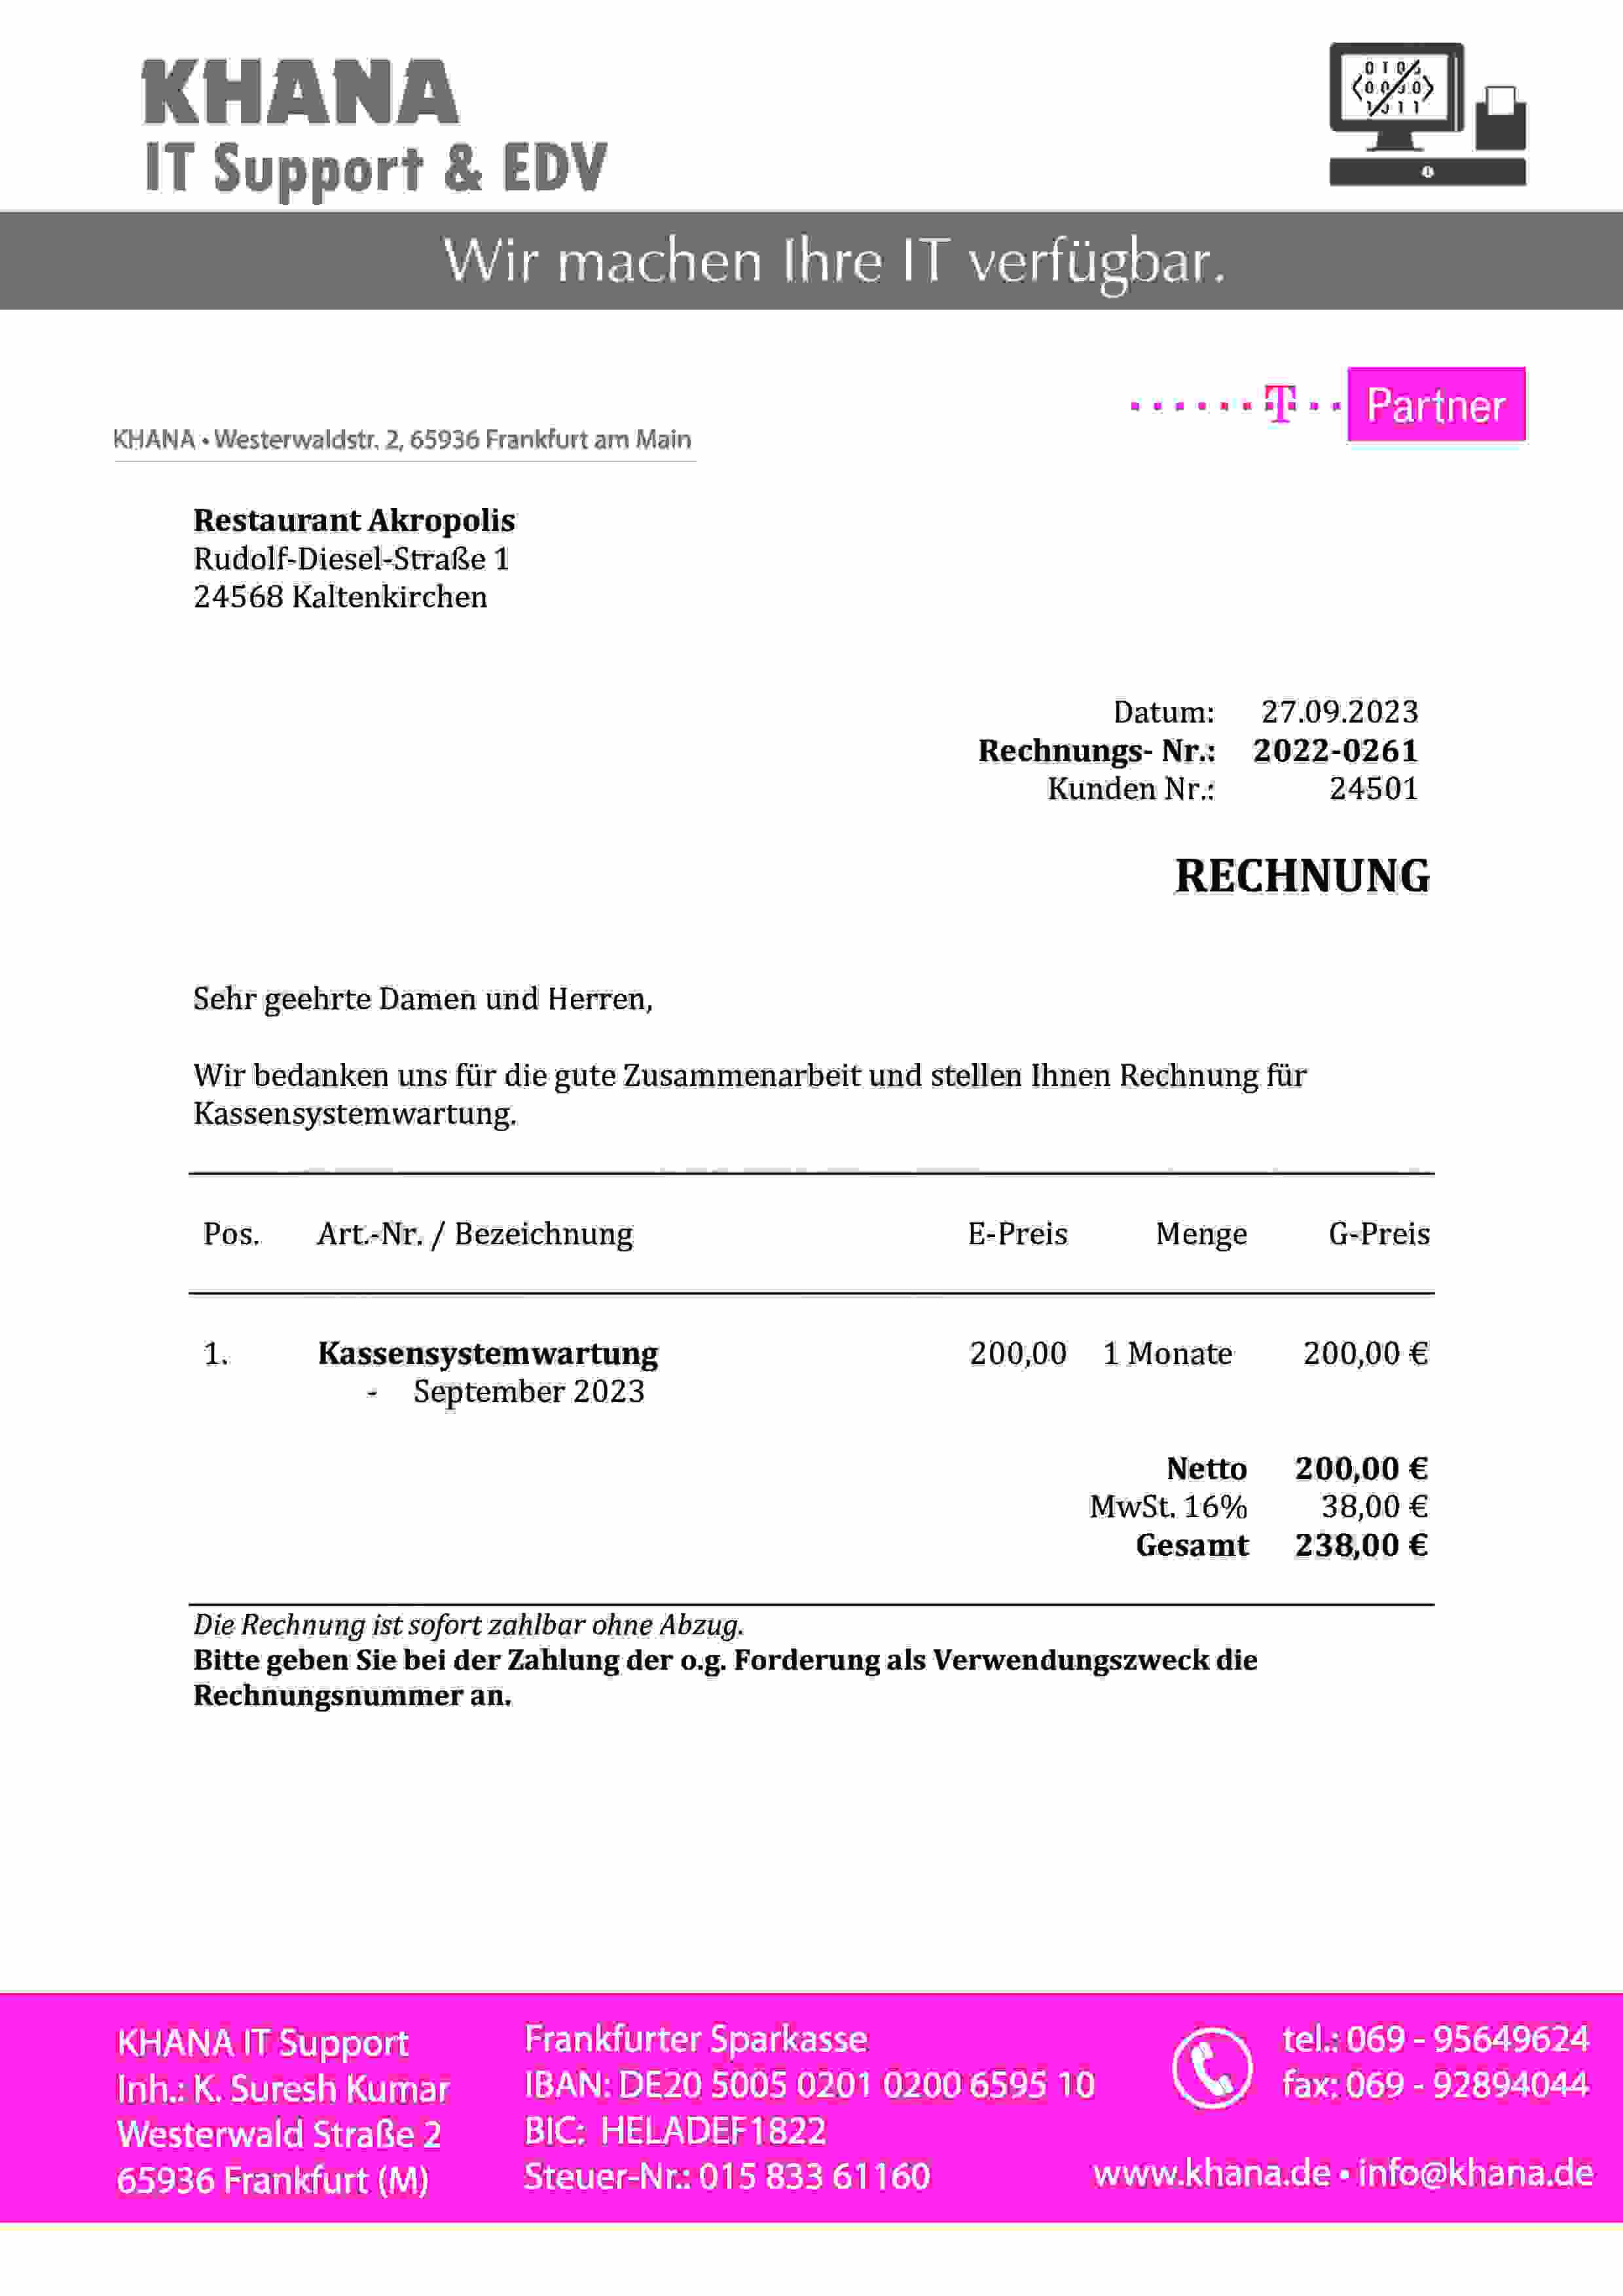 KHANA
IT Support & EDV
Wir machen Ihre IT verfügbar.
T Partner
KHANA • Westerwaldstr. 2, 65936 Frankfurt am Main
Restaurant Akropolis
Rudolf-Diesel-Straße 1
24568 Kaltenkirchen
Datum: 27.09.2023
Rechnungs- Nr.: 2022-0261
Kunden Nr.: 24501
RECHNUNG
Sehr geehrte Damen und Herren,
Wir bedanken uns für die gute Zusammenarbeit und stellen Ihnen Rechnung für
Kassensystemwartung.
Pos. Art.-Nr. / Bezeichnung E-Preis Menge G-Preis
1. Kassensystemwartung 200,00 1 Monate 200,00 €
- September 2023
Netto 200,00 €
MwSt. 16% 38,00 €
Gesamt 238,00 €
Die Rechnung ist sofort zahlbar ohne Abzug.
Bitte geben Sie bei der Zahlung der o.g. Forderung als Verwendungszweck die
Rechnungsnummer an.
KHANA IT Support
Inh.: K. Suresh Kumar
Westerwald Straße 2
65936 Frankfurt (M)
Frankfurter Sparkasse
IBAN: DE20 5005 0201 0200 6595 10
BIC: HELADEF1822
Steuer-Nr.: 015 833 61160
tel.: 069 - 95649624
fax: 069 - 92894044
www.khana.de • info@khana.de